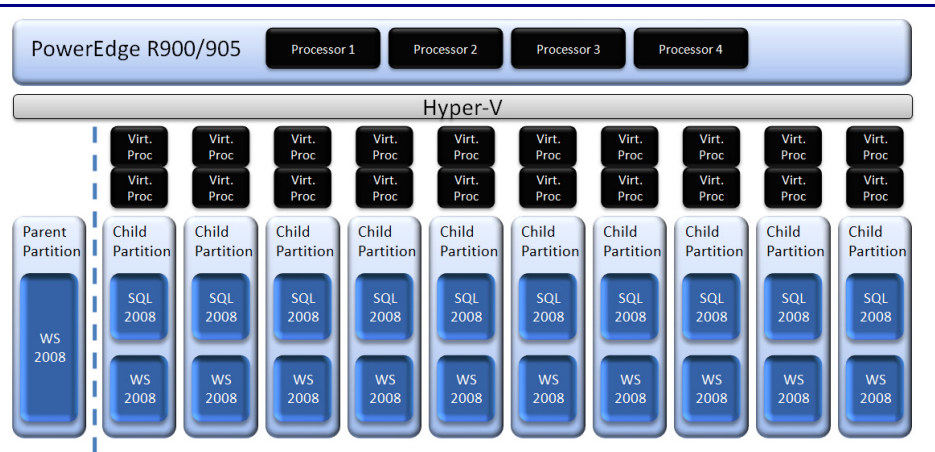 PowerEdge R900/905 Processor 1 Processor 2 Processor 3 Processor 4
Hyper-V
Virt. Virt. Virt. Virt. Virt. Virt. Virt. Virt. Virt. Virt.
Proc Proc Proc Proc Proc Proc Proc Proc Proc Proc
Virt. Virt. Virt. Virt. Virt. Virt. Virt. Virt. Virt. Virt.
Proc Proc Proc Proc Proc Proc Proc Proc Proc Proc
Parent Child Child Child Child Child Child Child Child Child Child
Partition Partition Partition Partition Partition Partition Partition Partition Partition Partition Partition
SQL SQL SQL SQL SQL SQL SQL SQL SQL SQL
2008 2008 2008 2008 2008 2008 2008 2008 2008 2008
WS
2008
WS WS WS WS WS WS WS WS WS WS
2008 2008 2008 2008 2008 2008 2008 2008 2008 2008